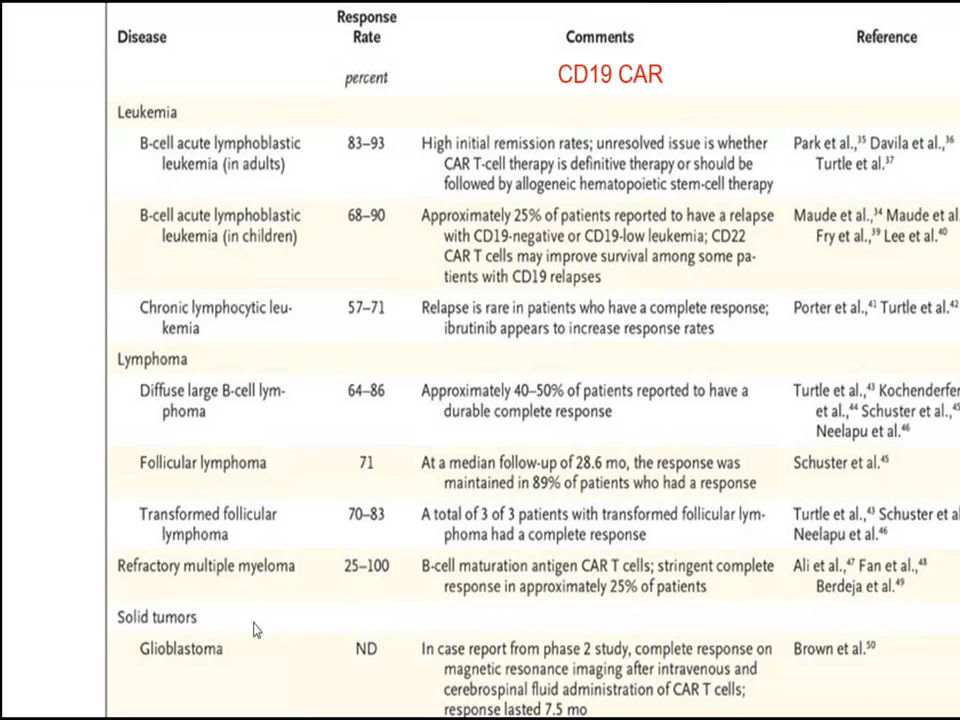 Disease Response Rate Comments Reference
percent CD19 CAR
Leukemia
B-cell acute lymphoblastic leukemia (in adults) 83–93 High initial remission rates; unresolved issue is whether
CAR T-cell therapy is definitive therapy or should be
followed by allogeneic hematopoietic stem-cell therapy
Park et al.,35 Davila et al.,36
Turtle et al.37
B-cell acute lymphoblastic leukemia (in children) 68–90 Approximately 25% of patients reported to have a relapse
with CD19-negative or CD19-low leukemia; CD22
CAR T cells may improve survival among some pa-
tients with CD19 relapses
Maude et al.,34 Maude et al.
Fry et al.,39 Lee et al.40
Chronic lymphocytic leu-
kemia
57–71
Relapse is rare in patients who have a complete response;
ibrutinib appears to increase response rates
Porter et al.,41 Turtle et al.42
Lymphoma
Diffuse large B-cell lym-
phoma
64–86
Approximately 40–50% of patients reported to have a
durable complete response
Turtle et al.,43 Kochenderfer
et al.,44 Schuster et al.,45
Neelapu et al.46
Follicular lymphoma 71 At a median follow-up of 28.6 mo, the response was
maintained in 89% of patients who had a response
Schuster et al.45
Transformed follicular
lymphoma
70–83
A total of 3 of 3 patients with transformed follicular lym-
phoma had a complete response
Turtle et al.,43 Schuster et al
Neelapu et al.46
Refractory multiple myeloma 25–100 B-cell maturation antigen CAR T cells; stringent complete
response in approximately 25% of patients
Ali et al.,47 Fan et al.,48
Berdeja et al.49
Solid tumors
Glioblastoma ND In case report from phase 2 study, complete response on
magnetic resonance imaging after intravenous and
cerebrospinal fluid administration of CAR T cells;
response lasted 7.5 mo
Brown et al.50